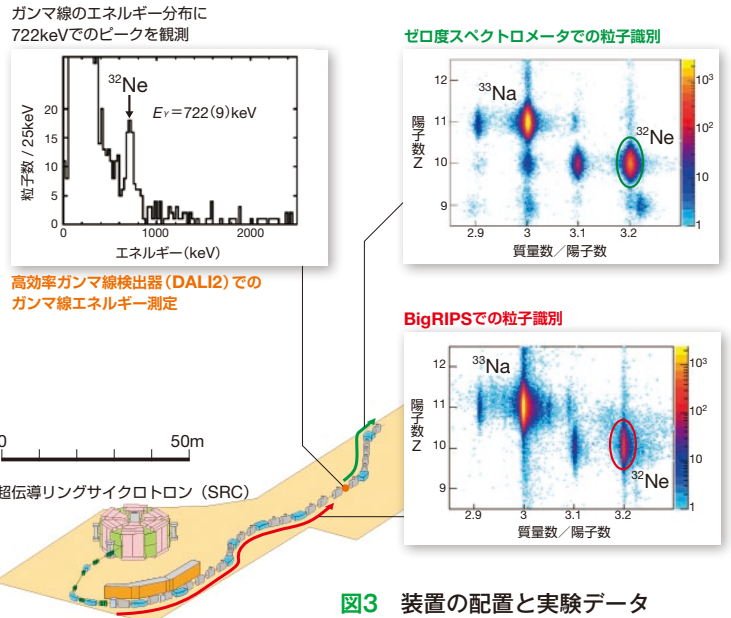 ガンマ線のエネルギー分布に
722keVでのピークを観測
32Ne
Eγ=722(9)keV
粒子数/25keV
20
15
10
5
0
0
1000
2000
エネルギー(keV)
高効率ガンマ線検出器(DALI2)での
ガンマ線エネルギー測定
ゼロ度スペクトロメータでの粒子識別
33Na
32Ne
陽子数 Z
12
11
10
9
2.9
3
3.1
3.2
質量数/陽子数
10³
10²
10
1
BigRIPSでの粒子識別
33Na
32Ne
陽子数 Z
12
11
10
9
2.9
3
3.1
3.2
質量数/陽子数
10³
10²
10
1
0
50m
超伝導リングサイクロトロン(SRC)
図3 装置の配置と実験データ